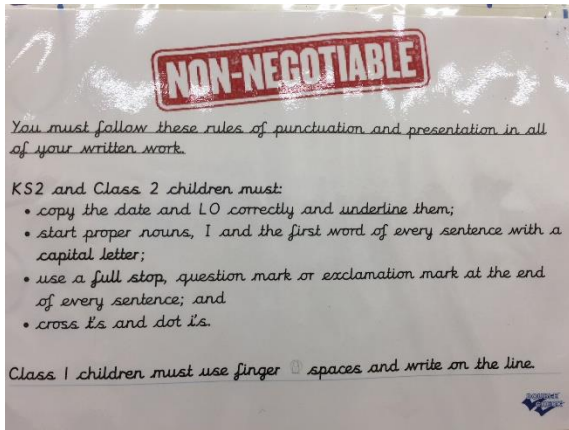 NON-NEGOTIABLE
You must follow these rules of punctuation and presentation in all
of your written work.
KS2 and Class 2 children must:
• copy the date and LO correctly and underline them;
• start proper nouns, I and the first word of every sentence with a
capital letter;
• use a full stop, question mark or exclamation mark at the end
of every sentence; and
• cross t's and dot i's.
Class 1 children must use finger spaces and write on the line.